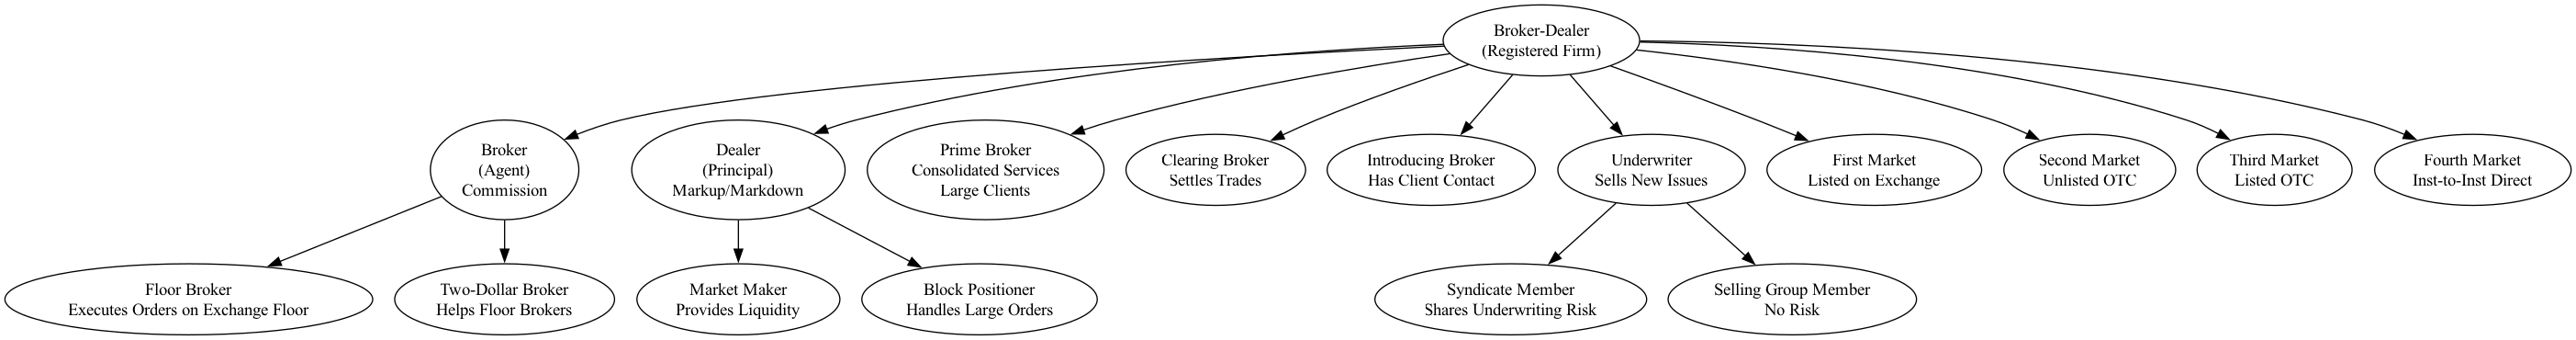 Broker-Dealer
(Registered Firm)
Broker
(Agent)
Commission
Dealer
(Principal)
Markup/Markdown
Prime Broker
Consolidated Services
Large Clients
Clearing Broker
Settles Trades
Introducing Broker
Has Client Contact
Underwriter
Sells New Issues
First Market
Listed on Exchange
Second Market
Unlisted OTC
Third Market
Listed OTC
Fourth Market
Inst-to-Inst Direct
Floor Broker
Executes Orders on Exchange Floor
Two-Dollar Broker
Helps Floor Brokers
Market Maker
Provides Liquidity
Block Positioner
Handles Large Orders
Syndicate Member
Shares Underwriting Risk
Selling Group Member
No Risk